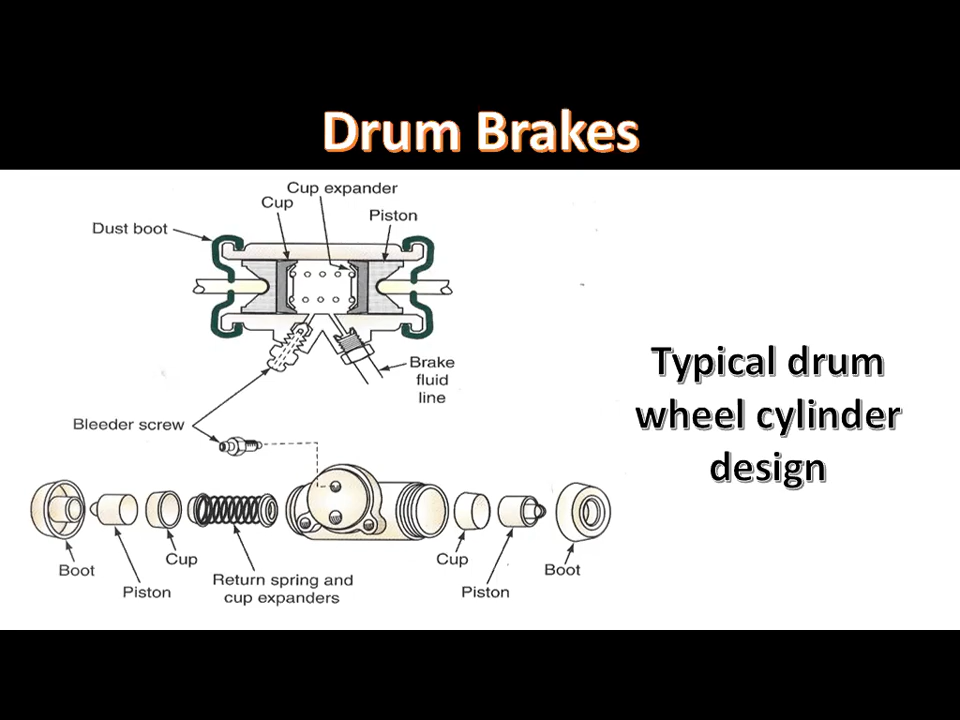 Drum Brakes
Cup expander
Cup
Piston
Dust boot
Brake
fluid
line
Bleeder screw
Typical drum
wheel cylinder
design
Boot
Piston
Cup
Return spring and
cup expanders
Cup
Piston
Boot